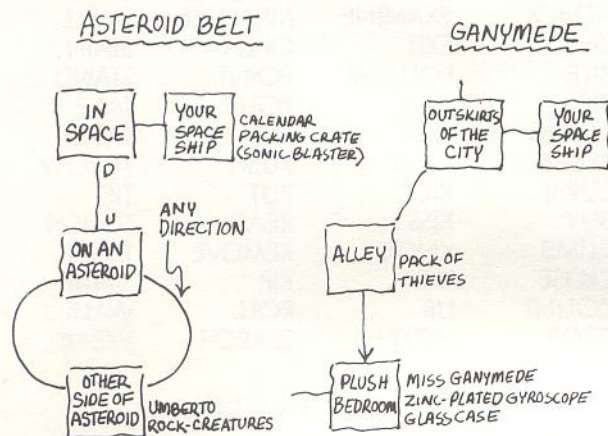 ASTEROID BELT
IN
SPACE
YOUR
SPACE
SHIP
CALENDAR
PACKING CRATE
(SONIC BLASTER)
D
U
ANY
DIRECTION
ON AN
ASTEROID
OTHER
SIDE OF
ASTEROID
UMBERTO
ROCK-CREATURES
GANYMEDE
OUTSKIRTS
OF THE
CITY
YOUR
SPACE
SHIP
ALLEY
PACK OF
THIEVES
PLUSH
BEDROOM
MISS GANYMEDE
ZINC-PLATED GYROSCOPE
GLASS CASE